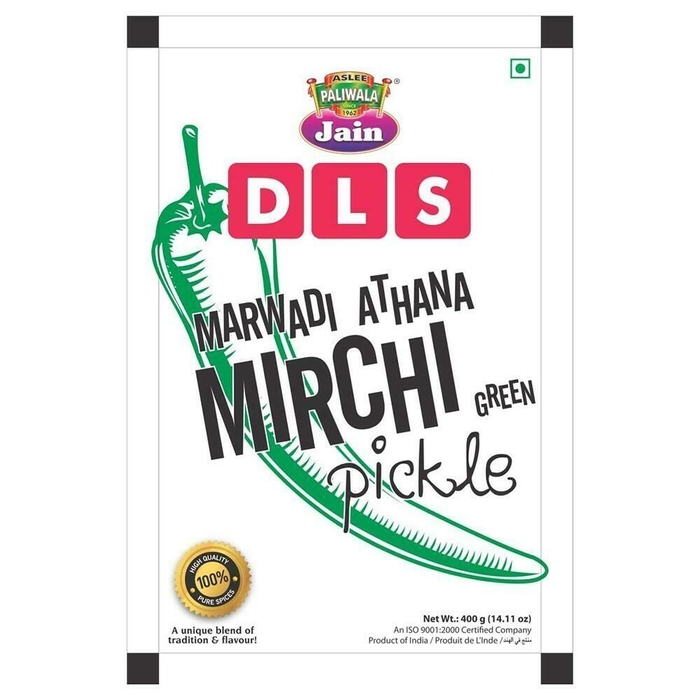 ASLEE
PALIWALA
SINCE
1962
Jain
®
DLS
MARWADI ATHANA
MIRCHI GREEN
pickle
HIGH QUALITY
100%
PURE SPICES
A unique blend of
tradition & flavour!
Net Wt.: 400 g (14.11 oz)
An ISO 9001:2000 Certified Company
Product of India / Produit de L'Inde / منتج في الهند